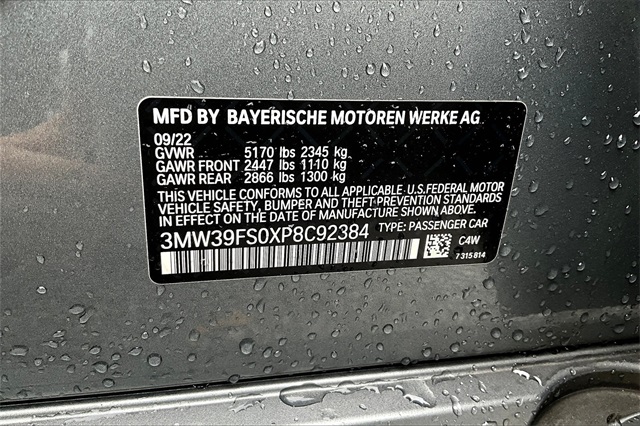 MFD BY BAYERISCHE MOTOREN WERKE AG
09/22
GVWR 5170 lbs 2345 kg
GAWR FRONT 2447 lbs 1110 kg
GAWR REAR 2866 lbs 1300 kg
THIS VEHICLE CONFORMS TO ALL APPLICABLE U.S.FEDERAL MOTOR
VEHICLE SAFETY, BUMPER, AND THEFT PREVENTION STANDARDS
IN EFFECT ON THE DATE OF MANUFACTURE SHOWN ABOVE.
3MW39FS0XP8C92384 TYPE: PASSENGER CAR
C4W
7 315 814